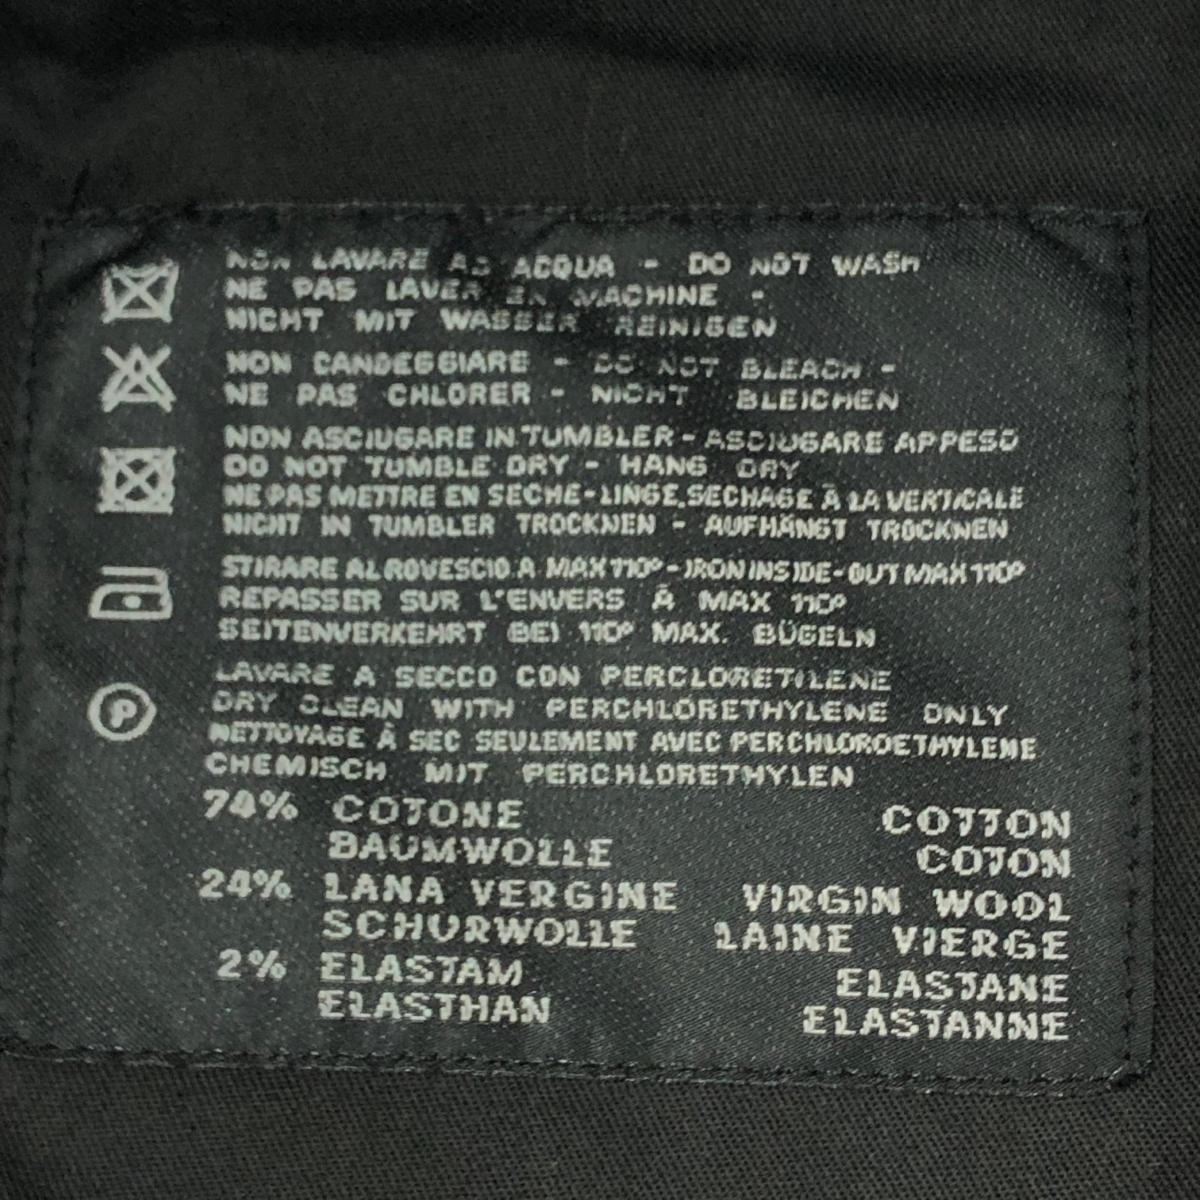 NON LAVARE AD ACQUA - DO NOT WASH
NE PAS LAVER EN MACHINE -
NICHT MIT WASSER REINIGEN
NON CANDEGGIARE - DO NOT BLEACH -
NE PAS CHLORER - NICHT BLEICHEN
NON ASCIUGARE IN TUMBLER - ASCIUGARE APPESO
DO NOT TUMBLE DRY - HANG DRY
NE PAS METTRE EN SECHE-LINGE.SECHAGE À LA VERTICALE
NICHT IN TUMBLER TROCKNEN - AUFHÄNGT TROCKNEN
STIRARE AL ROVESCIO A MAX 110° - IRON INSIDE-OUT MAX 110°
REPASSER SUR L'ENVERS À MAX 110°
SEITENVERKEHRT BEI 110° MAX. BÜGELN
P
LAVARE A SECCO CON PERCLORETILENE
DRY CLEAN WITH PERCHLORETHYLENE ONLY
NETTOYAGE À SEC SEULEMENT AVEC PERCHLOROETHYLENE
CHEMISCH MIT PERCHLORETHYLEN
74% COTONE COTTON
BAUMWOLLE COTON
24% LANA VERGINE VIRGIN WOOL
SCHURWOLLE LAINE VIERGE
2% ELASTAM ELASTANE
ELASTHAN ELASTANNE